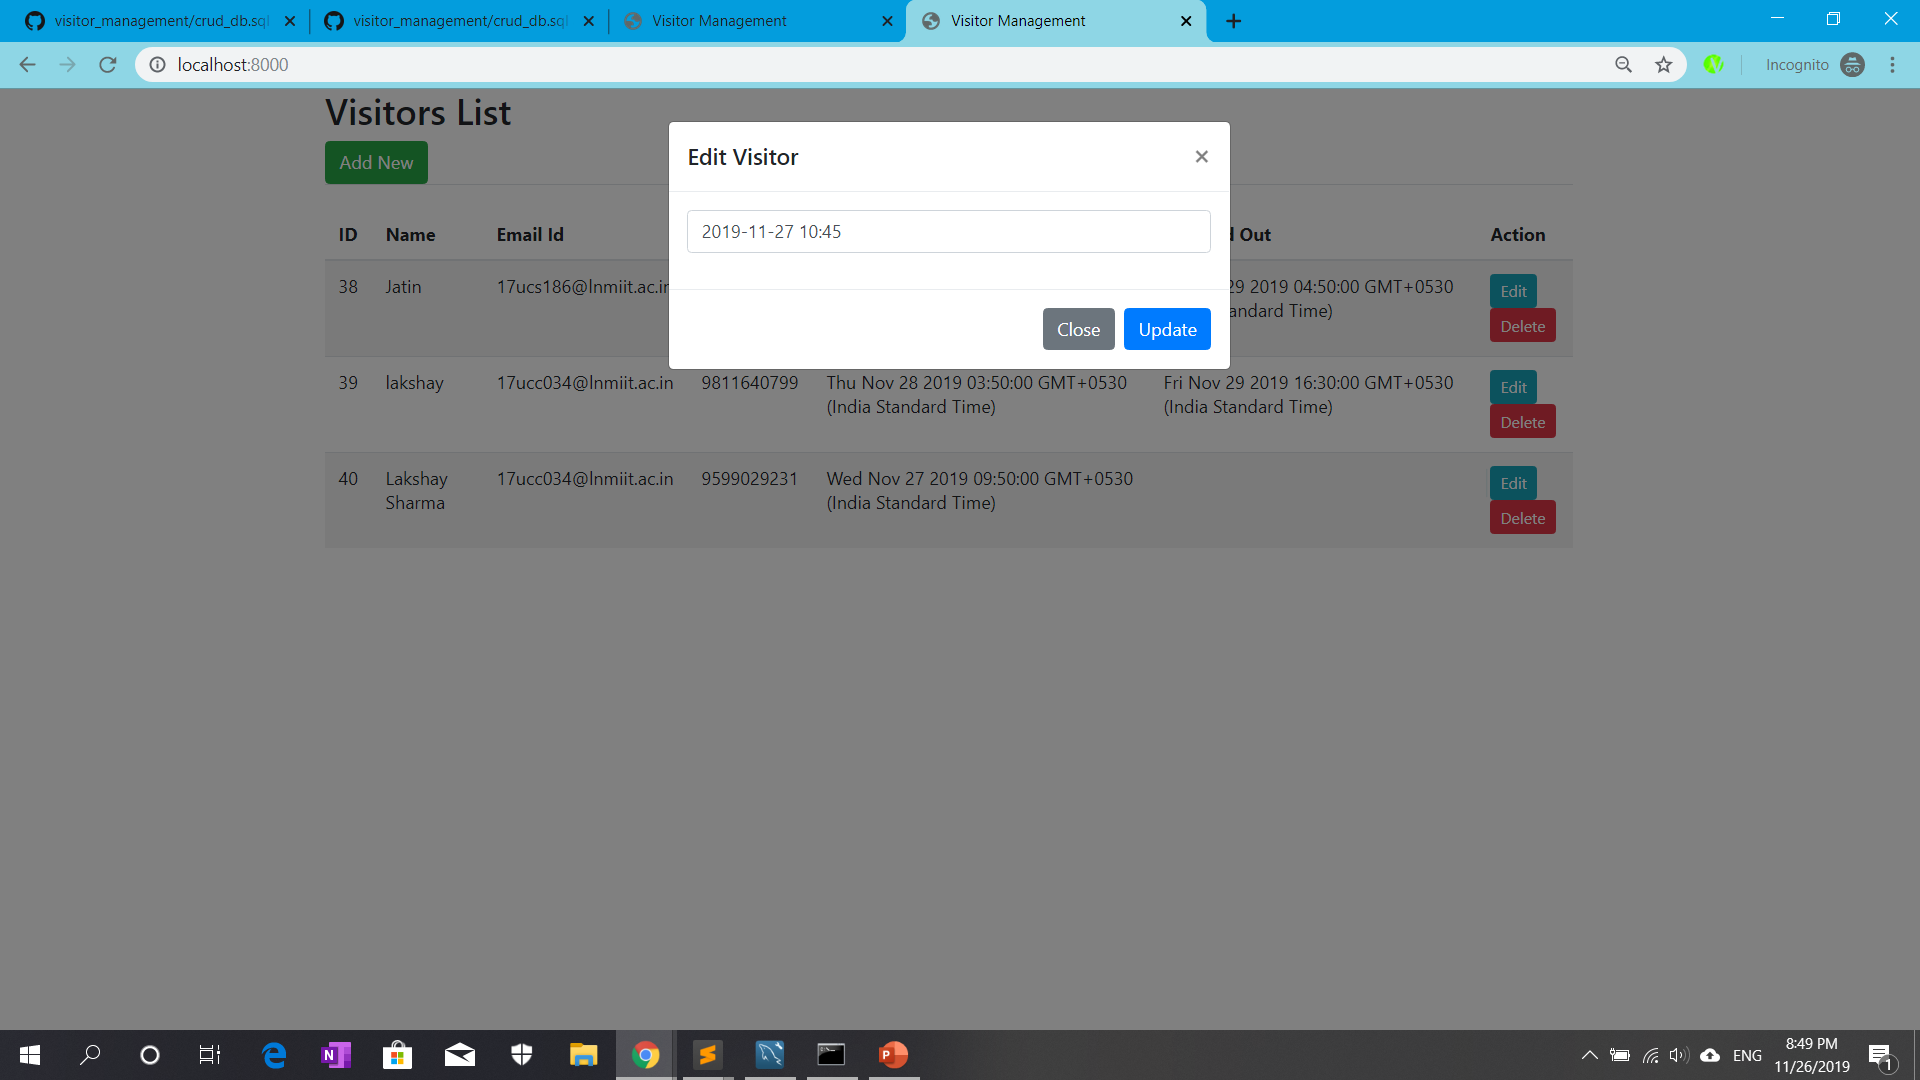 visitor_management/crud_db.sql
visitor_management/crud_db.sql
Visitor Management
Visitor Management
localhost:8000
Incognito
Visitors List
Add New
Edit Visitor
2019-11-27 10:45
Close Update
ID Name Email Id Out Action
38 Jatin 17ucs186@lnmiit.ac.in 29 2019 04:50:00 GMT+0530 Edit
Time) Delete
39 lakshay 17ucc034@lnmiit.ac.in 9811640799 Thu Nov 28 2019 03:50:00 GMT+0530 Fri Nov 29 2019 16:30:00 GMT+0530 Edit
(India Standard Time) (India Standard Time) Delete
40 Lakshay 17ucc034@lnmiit.ac.in 9599029231 Wed Nov 27 2019 09:50:00 GMT+0530 Edit
Sharma (India Standard Time) Delete
ENG
8:49 PM
11/26/2019
1